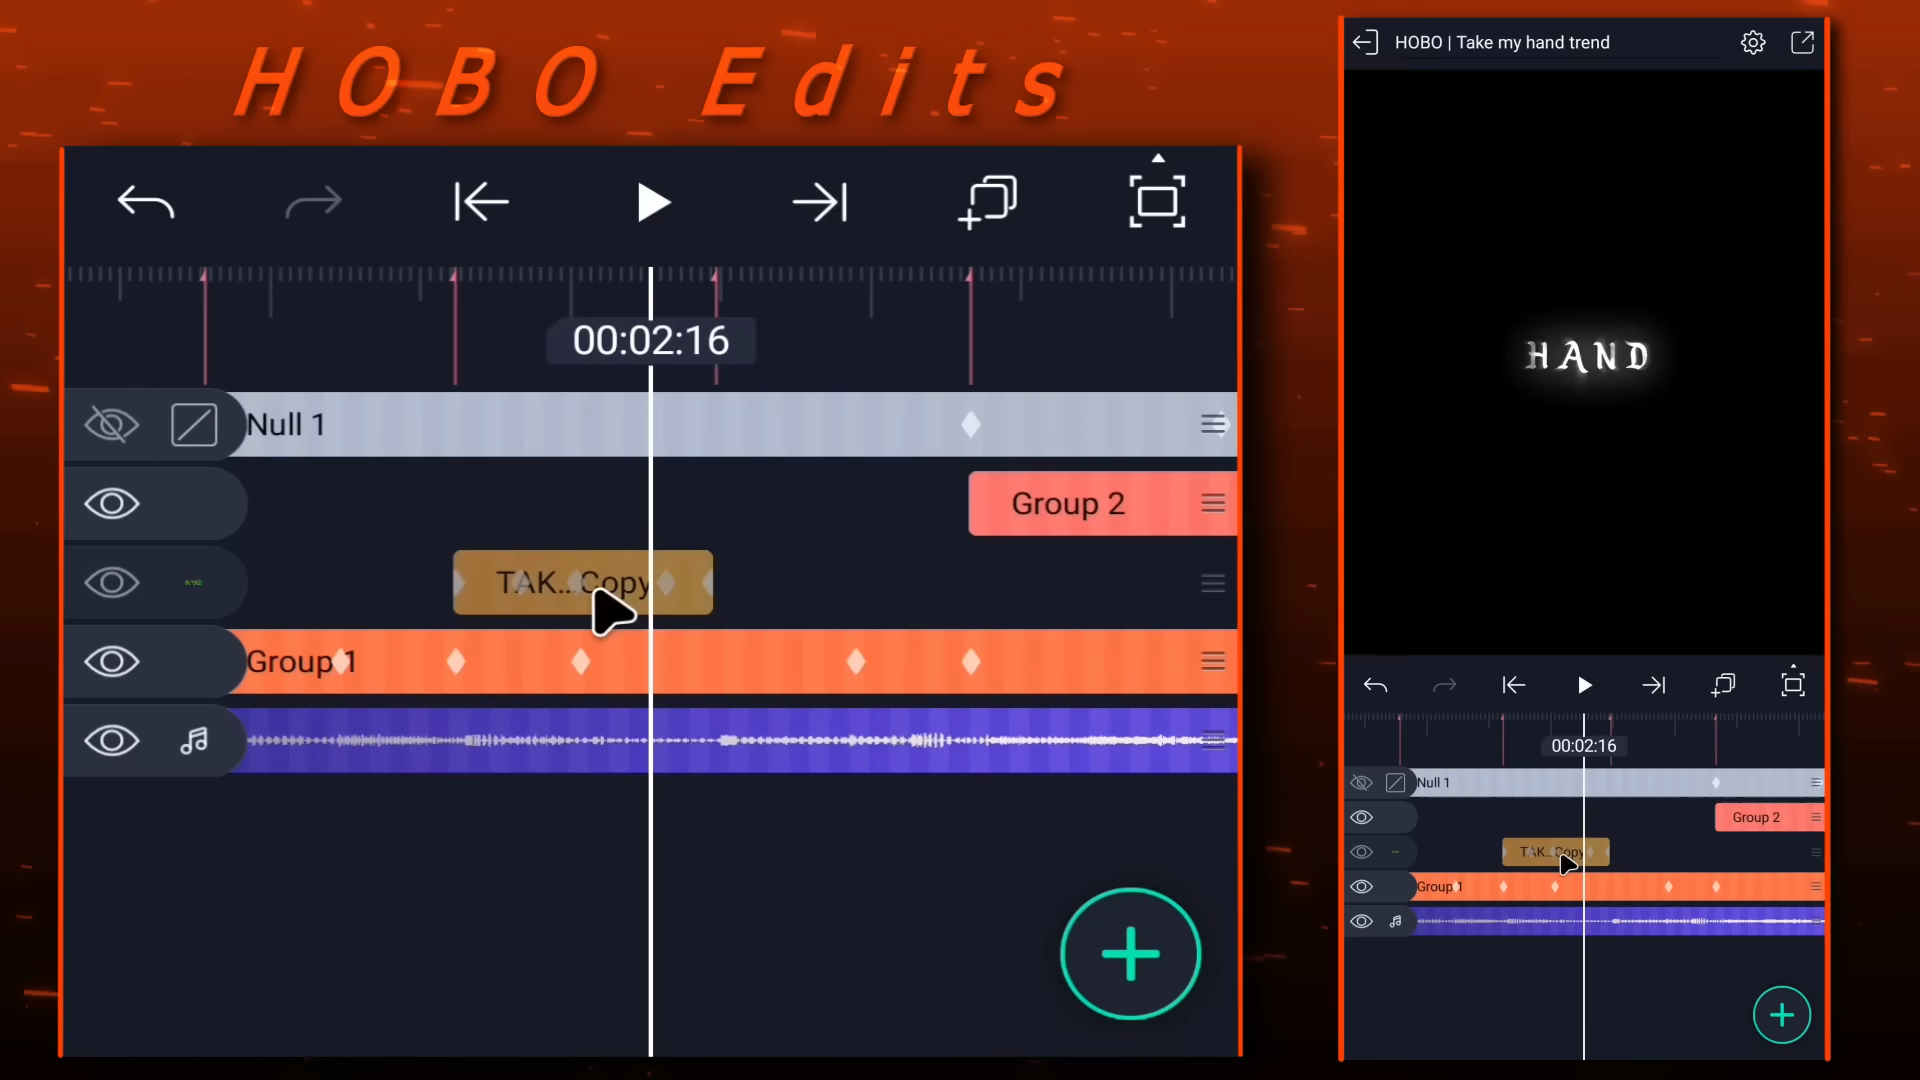 HOBO Edits
00:02:16
Null 1
Group 2
TAK...Copy
Group 1
HOBO | Take my hand trend
HAND
00:02:16
Null 1
Group 2
TAK...Copy
Group 1